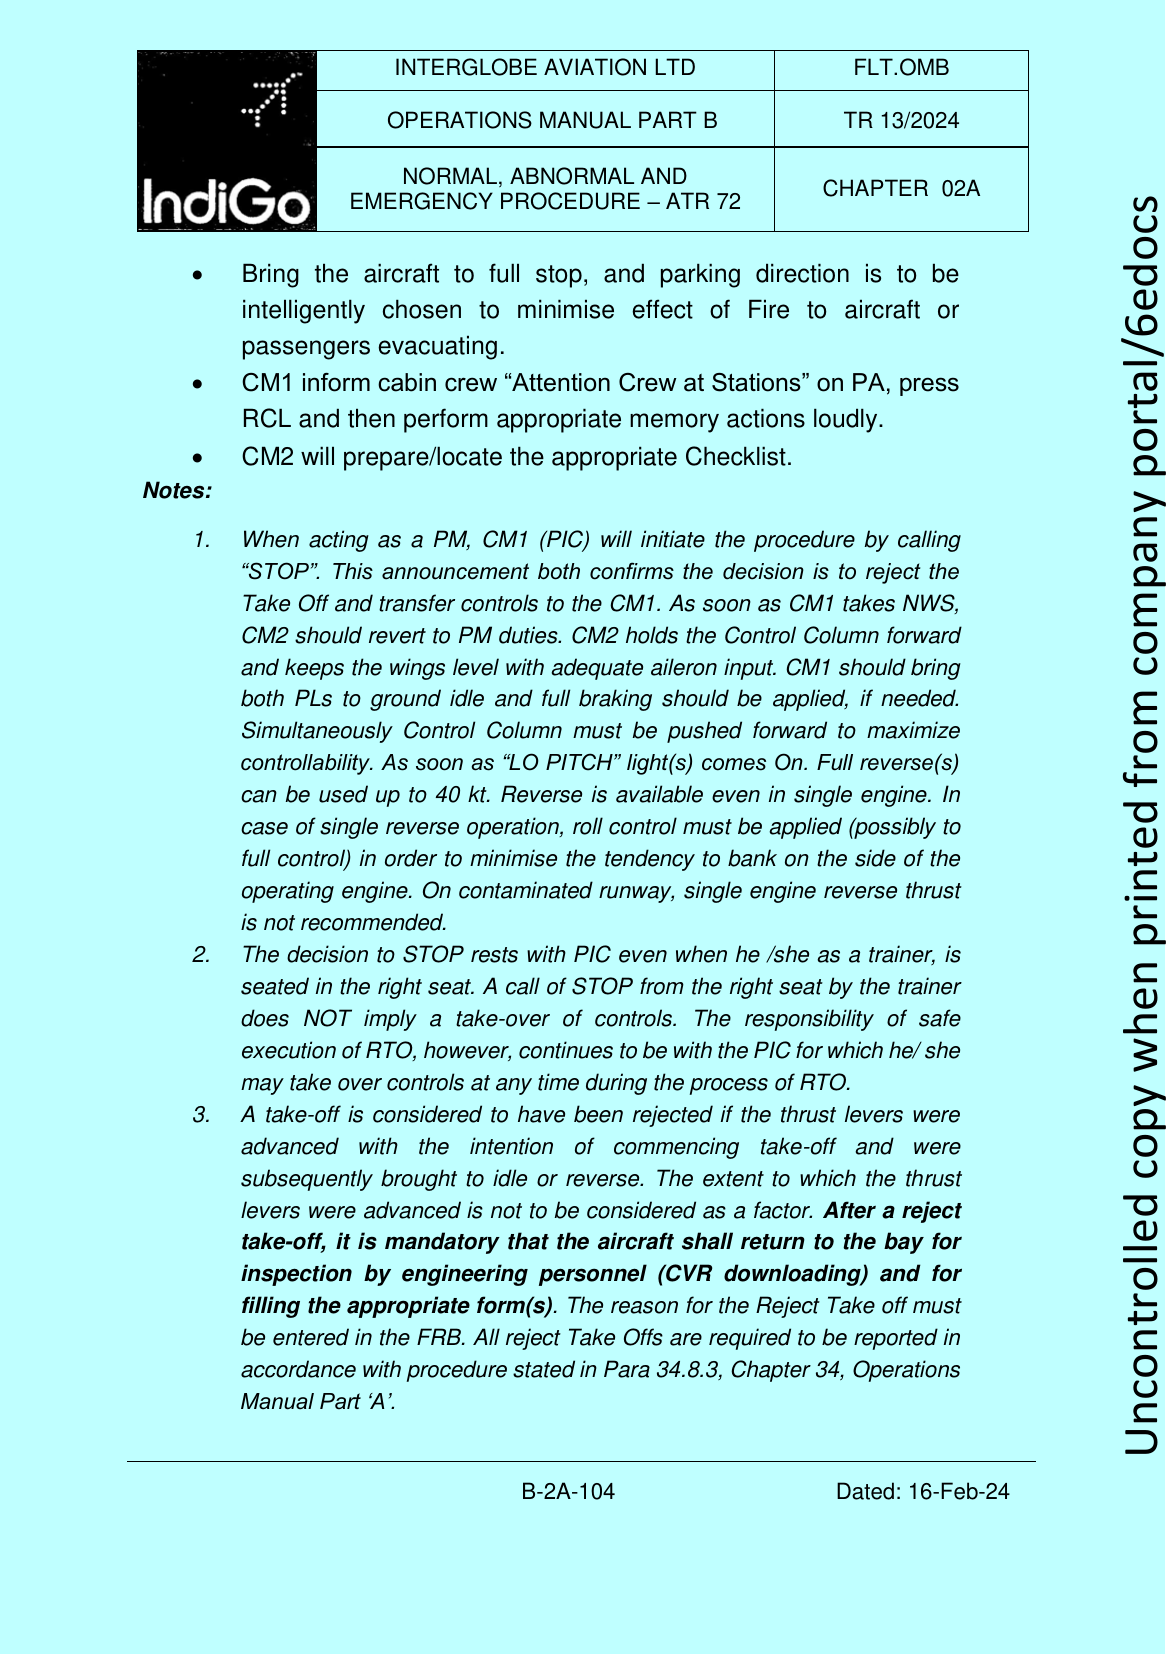 IndiGo
INTERGLOBE AVIATION LTD
FLT.OMB
OPERATIONS MANUAL PART B
TR 13/2024
NORMAL, ABNORMAL AND
EMERGENCY PROCEDURE – ATR 72
CHAPTER 02A
• Bring the aircraft to full stop, and parking direction is to be
intelligently chosen to minimise effect of Fire to aircraft or
passengers evacuating.
• CM1 inform cabin crew “Attention Crew at Stations” on PA, press
RCL and then perform appropriate memory actions loudly.
• CM2 will prepare/locate the appropriate Checklist.
Notes:
1. When acting as a PM, CM1 (PIC) will initiate the procedure by calling
“STOP”. This announcement both confirms the decision is to reject the
Take Off and transfer controls to the CM1. As soon as CM1 takes NWS,
CM2 should revert to PM duties. CM2 holds the Control Column forward
and keeps the wings level with adequate aileron input. CM1 should bring
both PLs to ground idle and full braking should be applied, if needed.
Simultaneously Control Column must be pushed forward to maximize
controllability. As soon as “LO PITCH” light(s) comes On. Full reverse(s)
can be used up to 40 kt. Reverse is available even in single engine. In
case of single reverse operation, roll control must be applied (possibly to
full control) in order to minimise the tendency to bank on the side of the
operating engine. On contaminated runway, single engine reverse thrust
is not recommended.
2. The decision to STOP rests with PIC even when he /she as a trainer, is
seated in the right seat. A call of STOP from the right seat by the trainer
does NOT imply a take-over of controls. The responsibility of safe
execution of RTO, however, continues to be with the PIC for which he/ she
may take over controls at any time during the process of RTO.
3. A take-off is considered to have been rejected if the thrust levers were
advanced with the intention of commencing take-off and were
subsequently brought to idle or reverse. The extent to which the thrust
levers were advanced is not to be considered as a factor. After a reject
take-off, it is mandatory that the aircraft shall return to the bay for
inspection by engineering personnel (CVR downloading) and for
filling the appropriate form(s). The reason for the Reject Take off must
be entered in the FRB. All reject Take Offs are required to be reported in
accordance with procedure stated in Para 34.8.3, Chapter 34, Operations
Manual Part ‘A’.
B-2A-104
Dated: 16-Feb-24
Uncontrolled copy when printed from company portal/6edocs